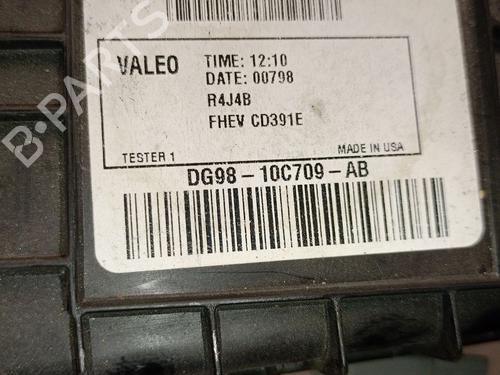 B-PARTS
VALEO
TIME: 12:10
DATE: 00798
R4J4B
FHEV CD391E
TESTER 1
MADE IN USA
DG98-10C709-AB